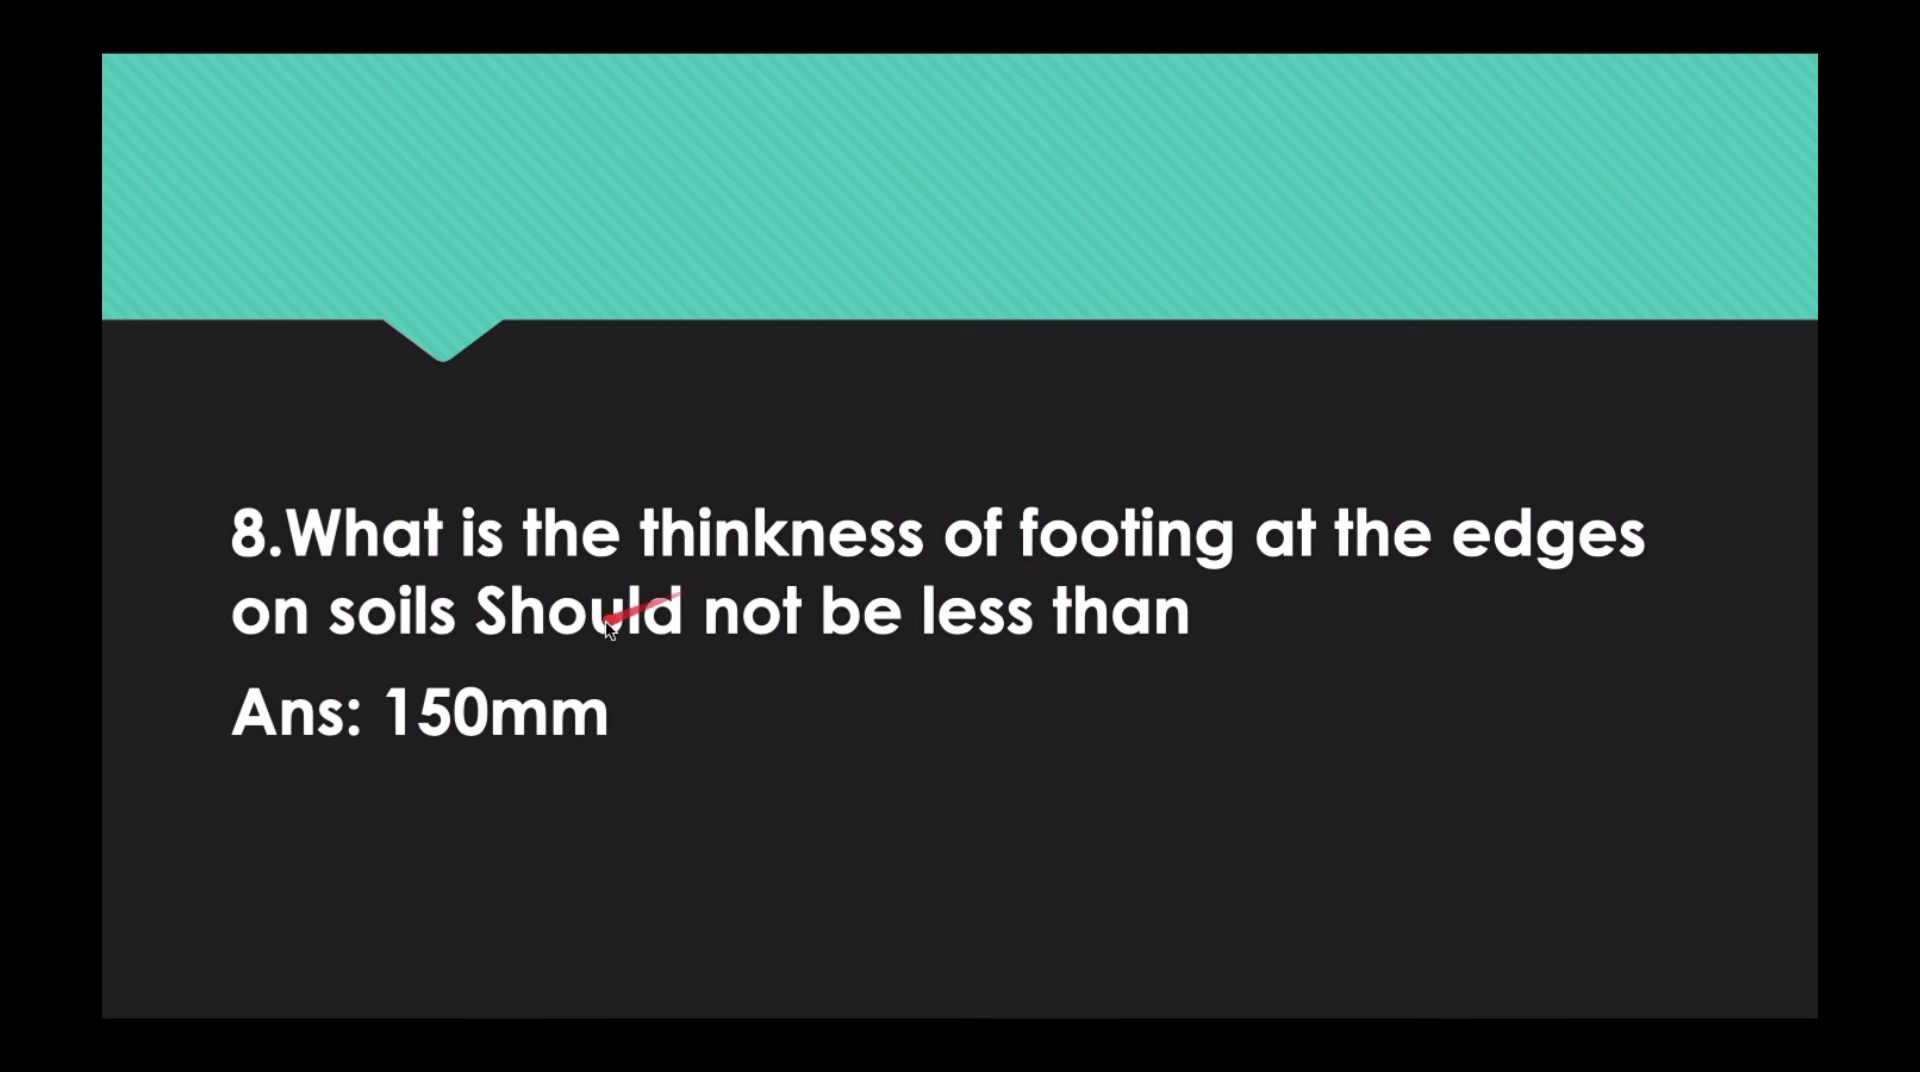 8.What is the thinkness of footing at the edges
on soils Should not be less than
Ans: 150mm